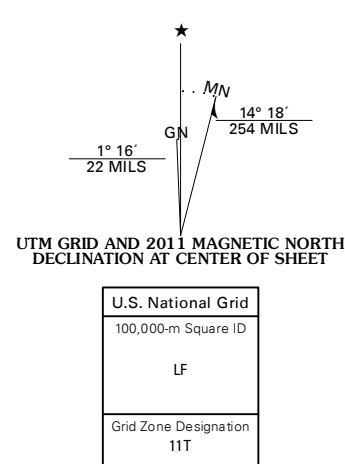 ★
MN
GN
14° 18´
254 MILS
1° 16´
22 MILS
UTM GRID AND 2011 MAGNETIC NORTH
DECLINATION AT CENTER OF SHEET
U.S. National Grid
100,000-m Square ID
LF
Grid Zone Designation
11T